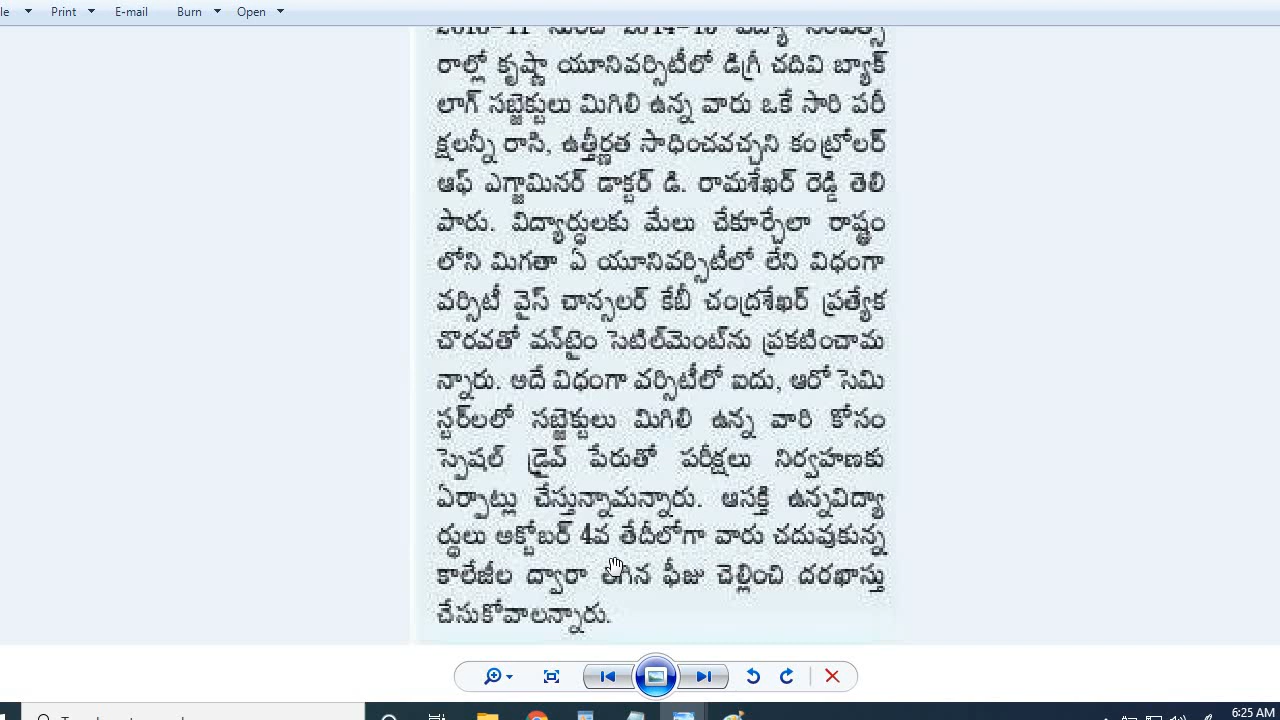 Print
E-mail
Burn
Open
రాల్లో కృష్ణా యూనివర్సిటీలో డిగ్రీ చదివి బ్యాక్
లాగ్ సబ్జెక్టులు మిగిలి ఉన్న వారు ఒకే సారి పరీ
క్షలన్నీ రాసి, ఉత్తీర్ణత సాధించవచ్చని కంట్రోలర్
ఆఫ్ ఎగ్జామినర్ డాక్టర్ డి. రామశేఖర్ రెడ్డి తెలి
పారు. విద్యార్థులకు మేలు చేకూర్చేలా రాష్ట్రం
లోని మిగతా ఏ యూనివర్సిటీలో లేని విధంగా
వర్సిటీ వైస్ చాన్సలర్ కేబీ చంద్రశేఖర్ ప్రత్యేక
చొరవతో వన్‌టైం సెటిల్‌మెంట్‌ను ప్రకటించామ
న్నారు. అదే విధంగా వర్సిటీలో ఐదు, ఆరో సెమి
స్టర్‌లలో సబ్జెక్టులు మిగిలి ఉన్న వారి కోసం
స్పెషల్ డ్రైవ్ పేరుతో పరీక్షలు నిర్వహణకు
ఏర్పాట్లు చేస్తున్నామన్నారు. ఆసక్తి ఉన్నవిద్యా
ర్థులు అక్టోబర్ 4వ తేదీలోగా వారు చదువుకున్న
కాలేజీల ద్వారా తగిన ఫీజు చెల్లించి దరఖాస్తు
చేసుకోవాలన్నారు.
6:25 AM